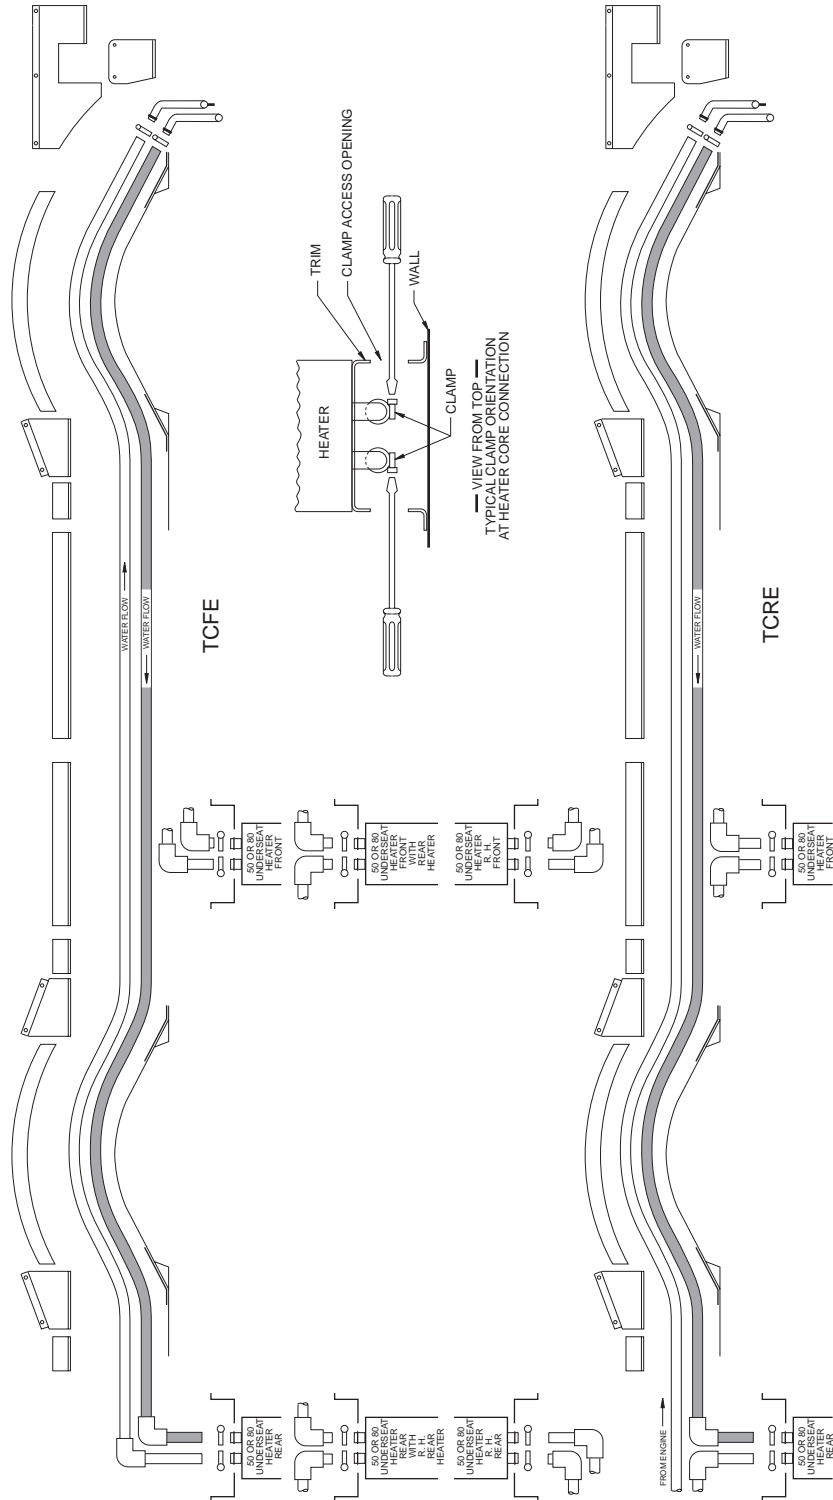 TRIM
CLAMP ACCESS OPENING
HEATER
WALL
CLAMP
VIEW FROM TOP
TYPICAL CLAMP ORIENTATION
AT HEATER CORE CONNECTION
WATER FLOW
WATER FLOW
TCFE
50 OR 80
UNDERSEAT
HEATER
FRONT
50 OR 80
UNDERSEAT
HEATER
FRONT
WITH
REAR
HEATER
50 OR 80
UNDERSEAT
HEATER
R. H.
FRONT
50 OR 80
UNDERSEAT
HEATER
REAR
50 OR 80
UNDERSEAT
HEATER
REAR
WITH
R. H.
REAR
HEATER
50 OR 80
UNDERSEAT
HEATER
R. H.
REAR
WATER FLOW
TCRE
50 OR 80
UNDERSEAT
HEATER
FRONT
FROM ENGINE
50 OR 80
UNDERSEAT
HEATER
REAR